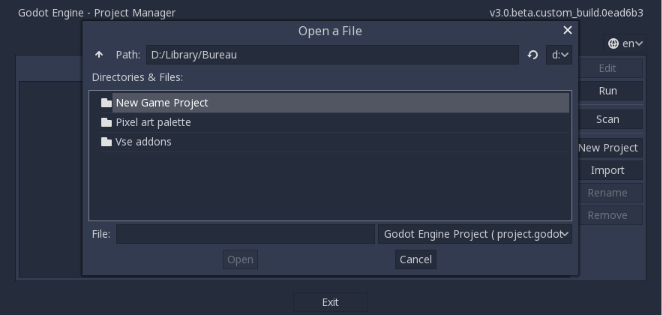 Godot Engine - Project Manager
v3.0.beta.custom_build.0ead6b3
Open a File
en
Path: D:/Library/Bureau d:
Directories & Files:
Edit
New Game Project
Run
Pixel art palette
Scan
Vse addons
New Project
Import
Rename
Remove
File:
Godot Engine Project ( project.godot
Open
Cancel
Exit